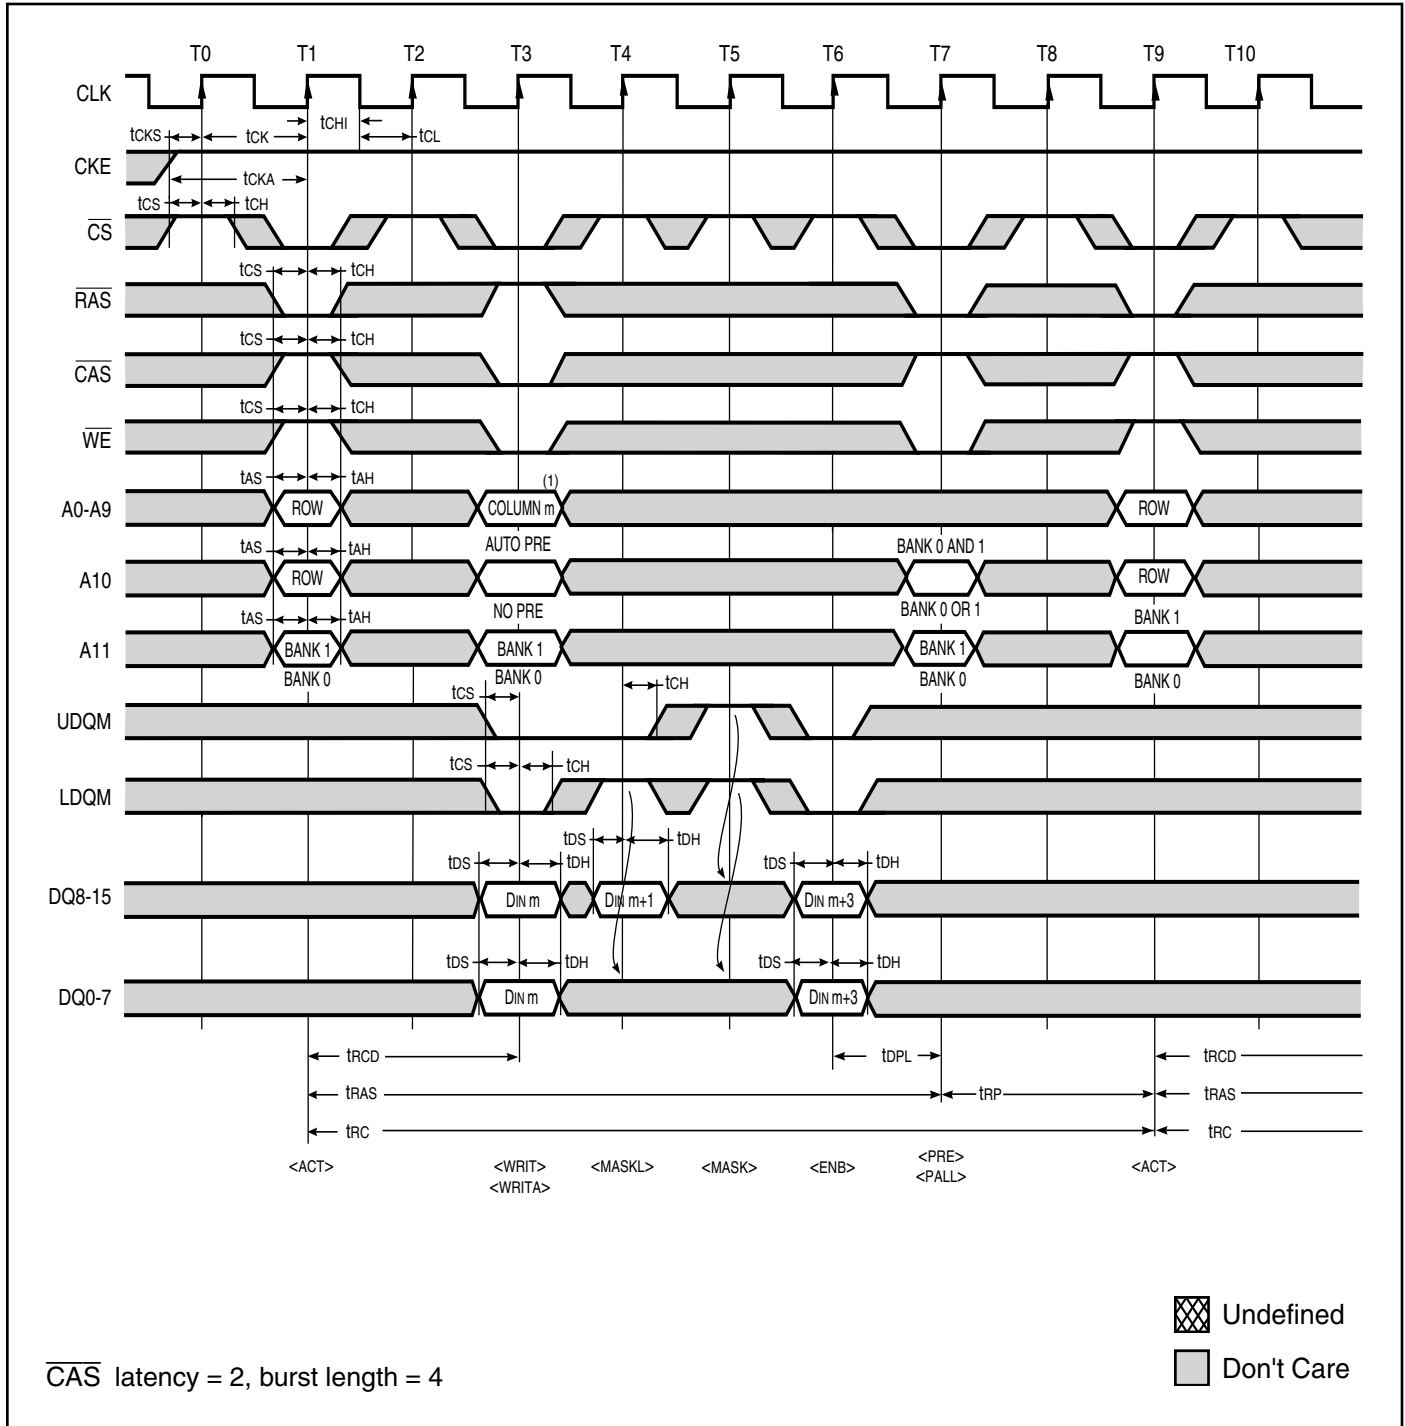 T0 T1 T2 T3 T4 T5 T6 T7 T8 T9 T10
CLK
tCHI
tCKS tCK tCL
CKE
tCKA
tCS tCH
CS
tCS tCH
RAS
tCS tCH
CAS
tCS tCH
WE
tAS tAH (1)
A0-A9 ROW COLUMN m ROW
tAS tAH AUTO PRE BANK 0 AND 1
A10 ROW ROW
tAS tAH NO PRE BANK 0 OR 1 BANK 1
A11 BANK 1 BANK 1 BANK 1
BANK 0 BANK 0 BANK 0 BANK 0
tCS tCH
UDQM
tCS tCH
LDQM
tDS tDH
tDS tDH tDS tDH
DQ8-15 DIN m DIN m+1 DIN m+3
tDS tDH tDS tDH
DQ0-7 DIN m DIN m+3
tRCD tDPL tRCD
tRAS tRP tRAS
tRC tRC
<ACT> <WRIT> <MASKL> <MASK> <ENB> <PRE> <ACT>
<WRITA> <PALL>
Undefined
Don't Care
CAS latency = 2, burst length = 4